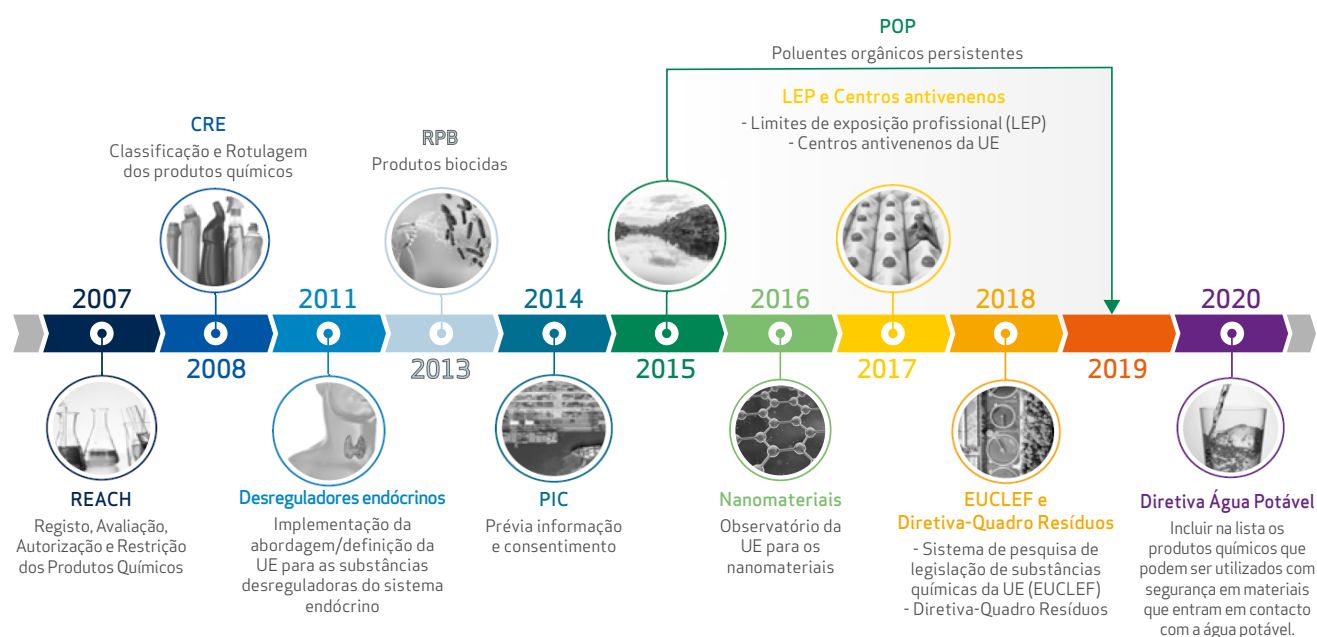 POP
Poluentes orgânicos persistentes
LEP e Centros antivenenos
- Limites de exposição profissional (LEP)
- Centros antivenenos da UE
CRE
Classificação e Rotulagem
dos produtos químicos
RPB
Produtos biocidas
2007
2011
2014
2016
2018
2020
2008
2013
2015
2017
2019
REACH
Registo, Avaliação,
Autorização e Restrição
dos Produtos Químicos
Desreguladores endócrinos
Implementação da
abordagem/definição da
UE para as substâncias
desreguladoras do sistema
endócrino
PIC
Prévia informação
e consentimento
Nanomateriais
Observatório da
UE para os
nanomateriais
EUCLEF e
Diretiva-Quadro Resíduos
- Sistema de pesquisa de
legislação de substâncias
químicas da UE (EUCLEF)
- Diretiva-Quadro Resíduos
Diretiva Água Potável
Incluir na lista os
produtos químicos que
podem ser utilizados com
segurança em materiais
que entram em contacto
com a água potável.